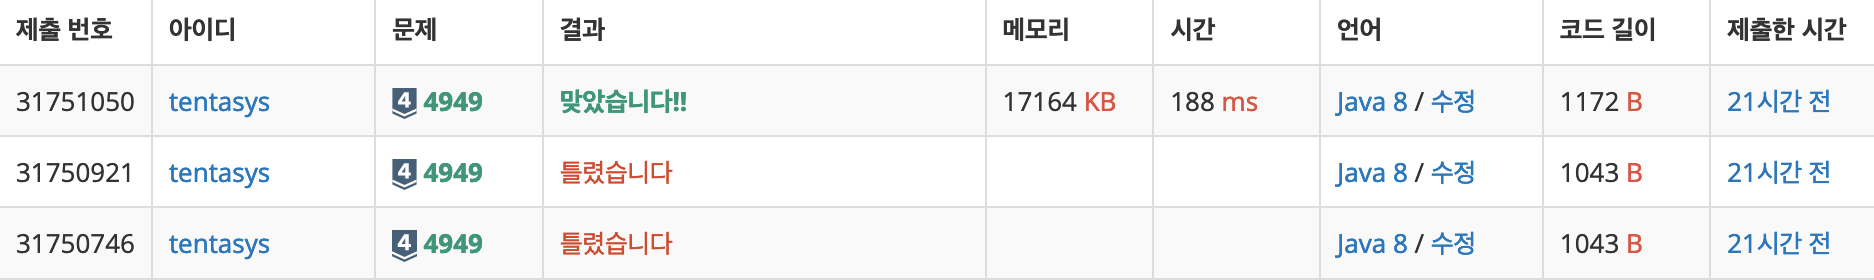 제출 번호 아이디 문제 결과 메모리 시간 언어 코드 길이 제출한 시간
31751050 tentasys 4 4949 맞았습니다!! 17164 KB 188 ms Java 8 / 수정 1172 B 21시간 전
31750921 tentasys 4 4949 틀렸습니다 Java 8 / 수정 1043 B 21시간 전
31750746 tentasys 4 4949 틀렸습니다 Java 8 / 수정 1043 B 21시간 전